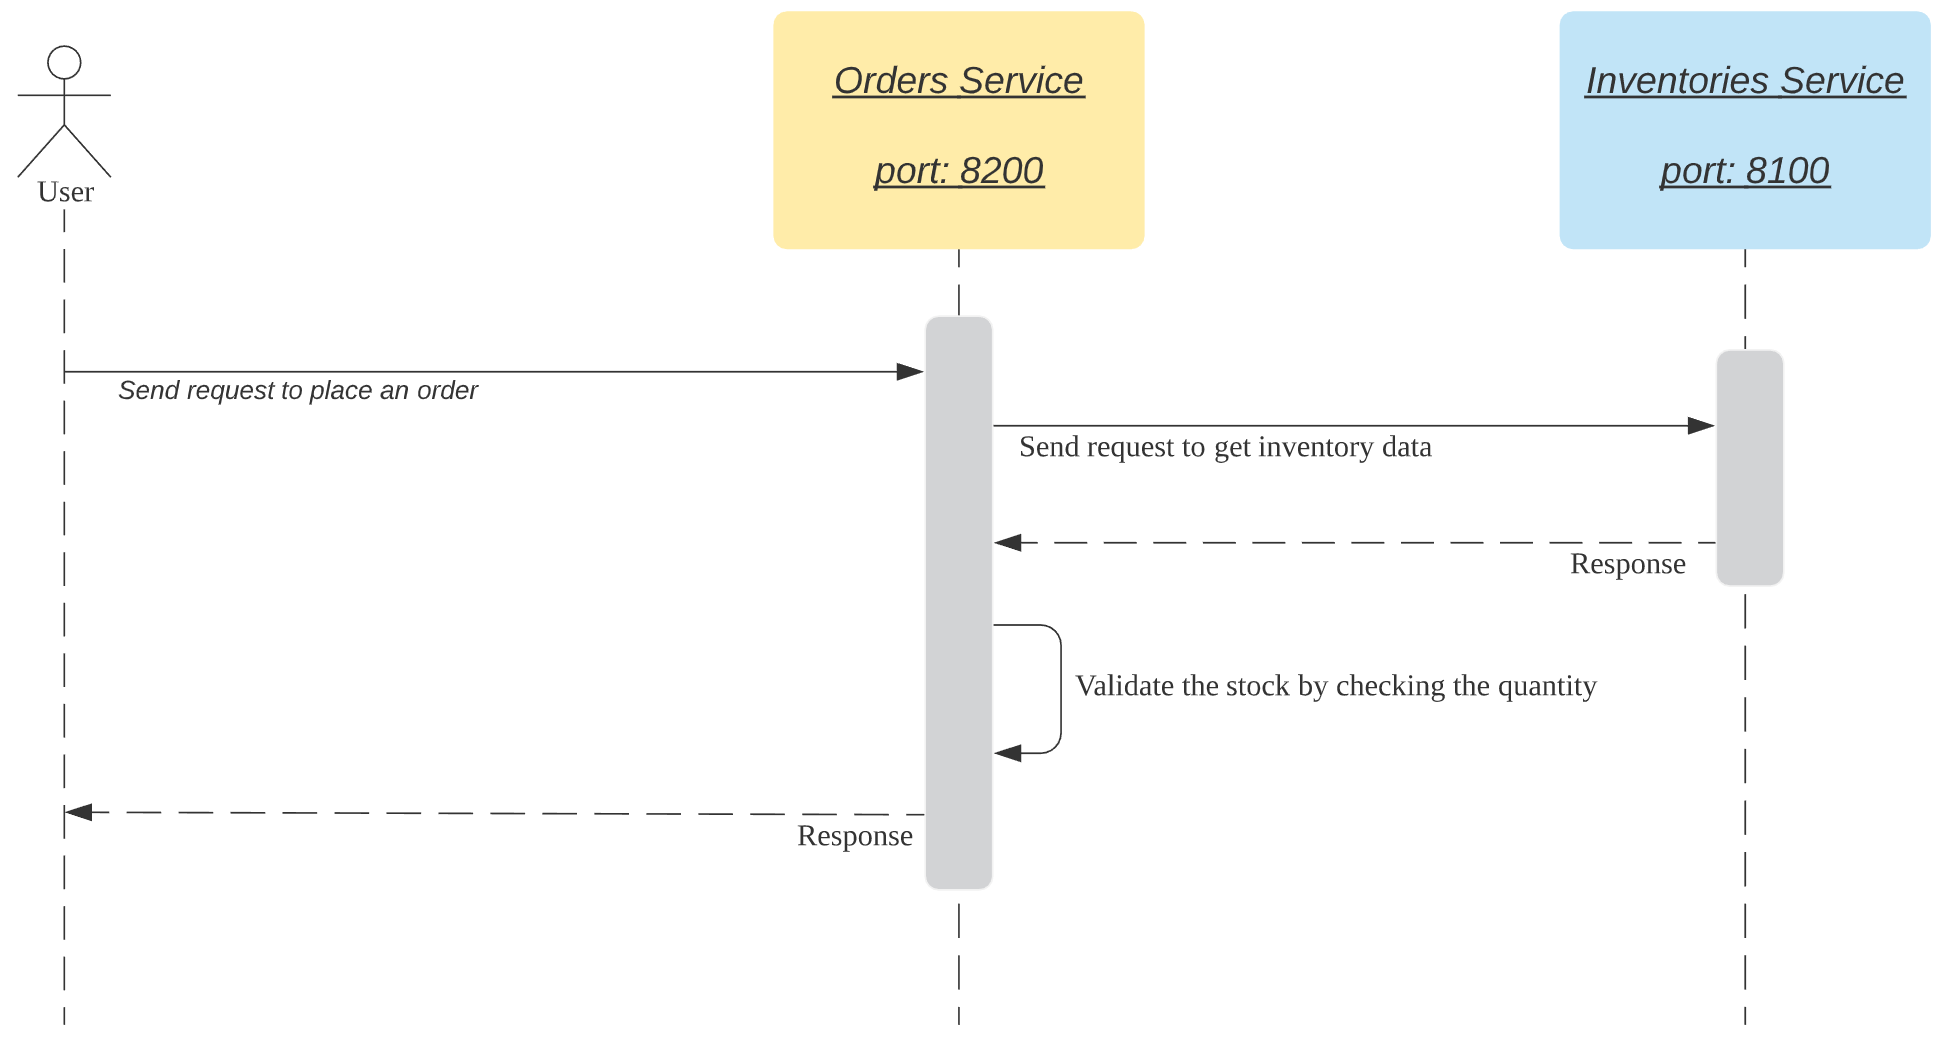 User
Orders Service
port: 8200
Inventories Service
port: 8100
Send request to place an order
Send request to get inventory data
Response
Validate the stock by checking the quantity
Response